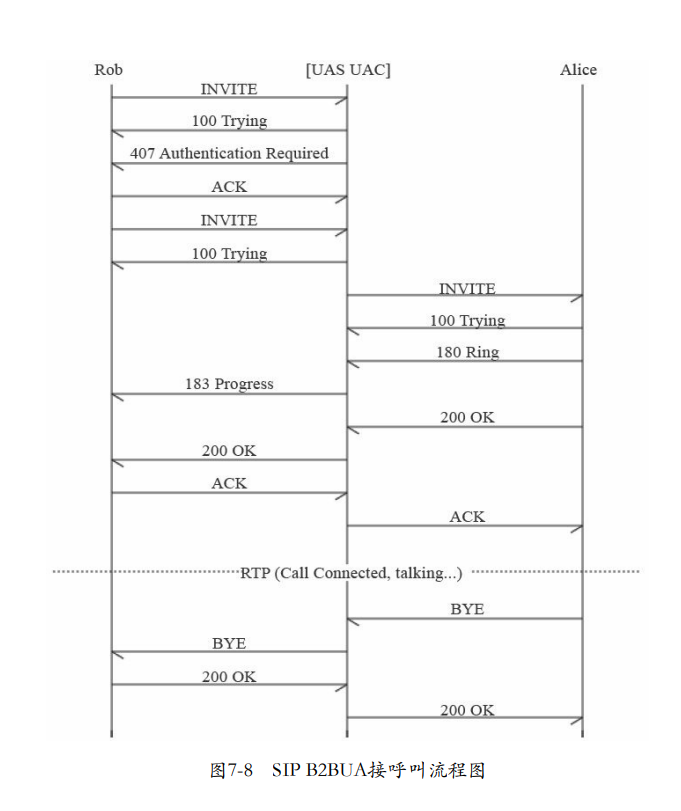 Rob [UAS UAC] Alice
INVITE
100 Trying
407 Authentication Required
ACK
INVITE
100 Trying
INVITE
100 Trying
180 Ring
183 Progress
200 OK
200 OK
ACK
ACK
RTP (Call Connected, talking...)
BYE
BYE
200 OK
200 OK
图7-8 SIP B2BUA接呼叫流程图